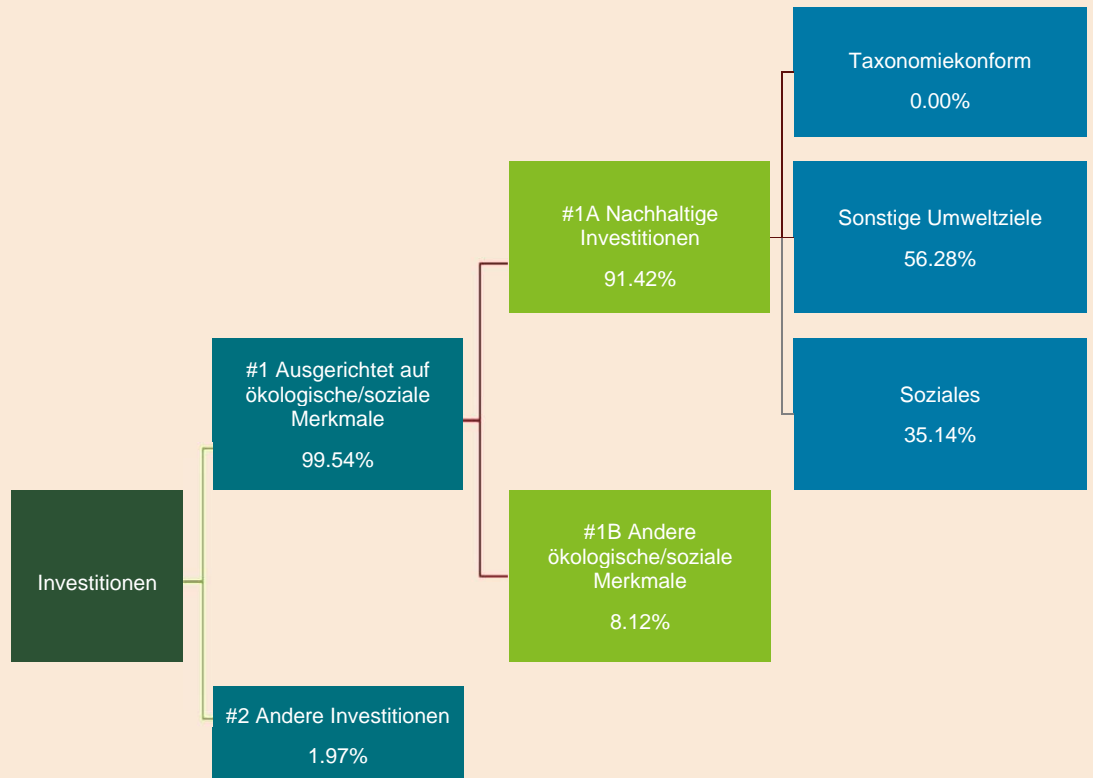 Taxonomiekonform
0.00%
#1A Nachhaltige
Investitionen
91.42%
Sonstige Umweltziele
56.28%
#1 Ausgerichtet auf
ökologische/soziale
Merkmale
99.54%
Soziales
35.14%
Investitionen
#1B Andere
ökologische/soziale
Merkmale
8.12%
#2 Andere Investitionen
1.97%